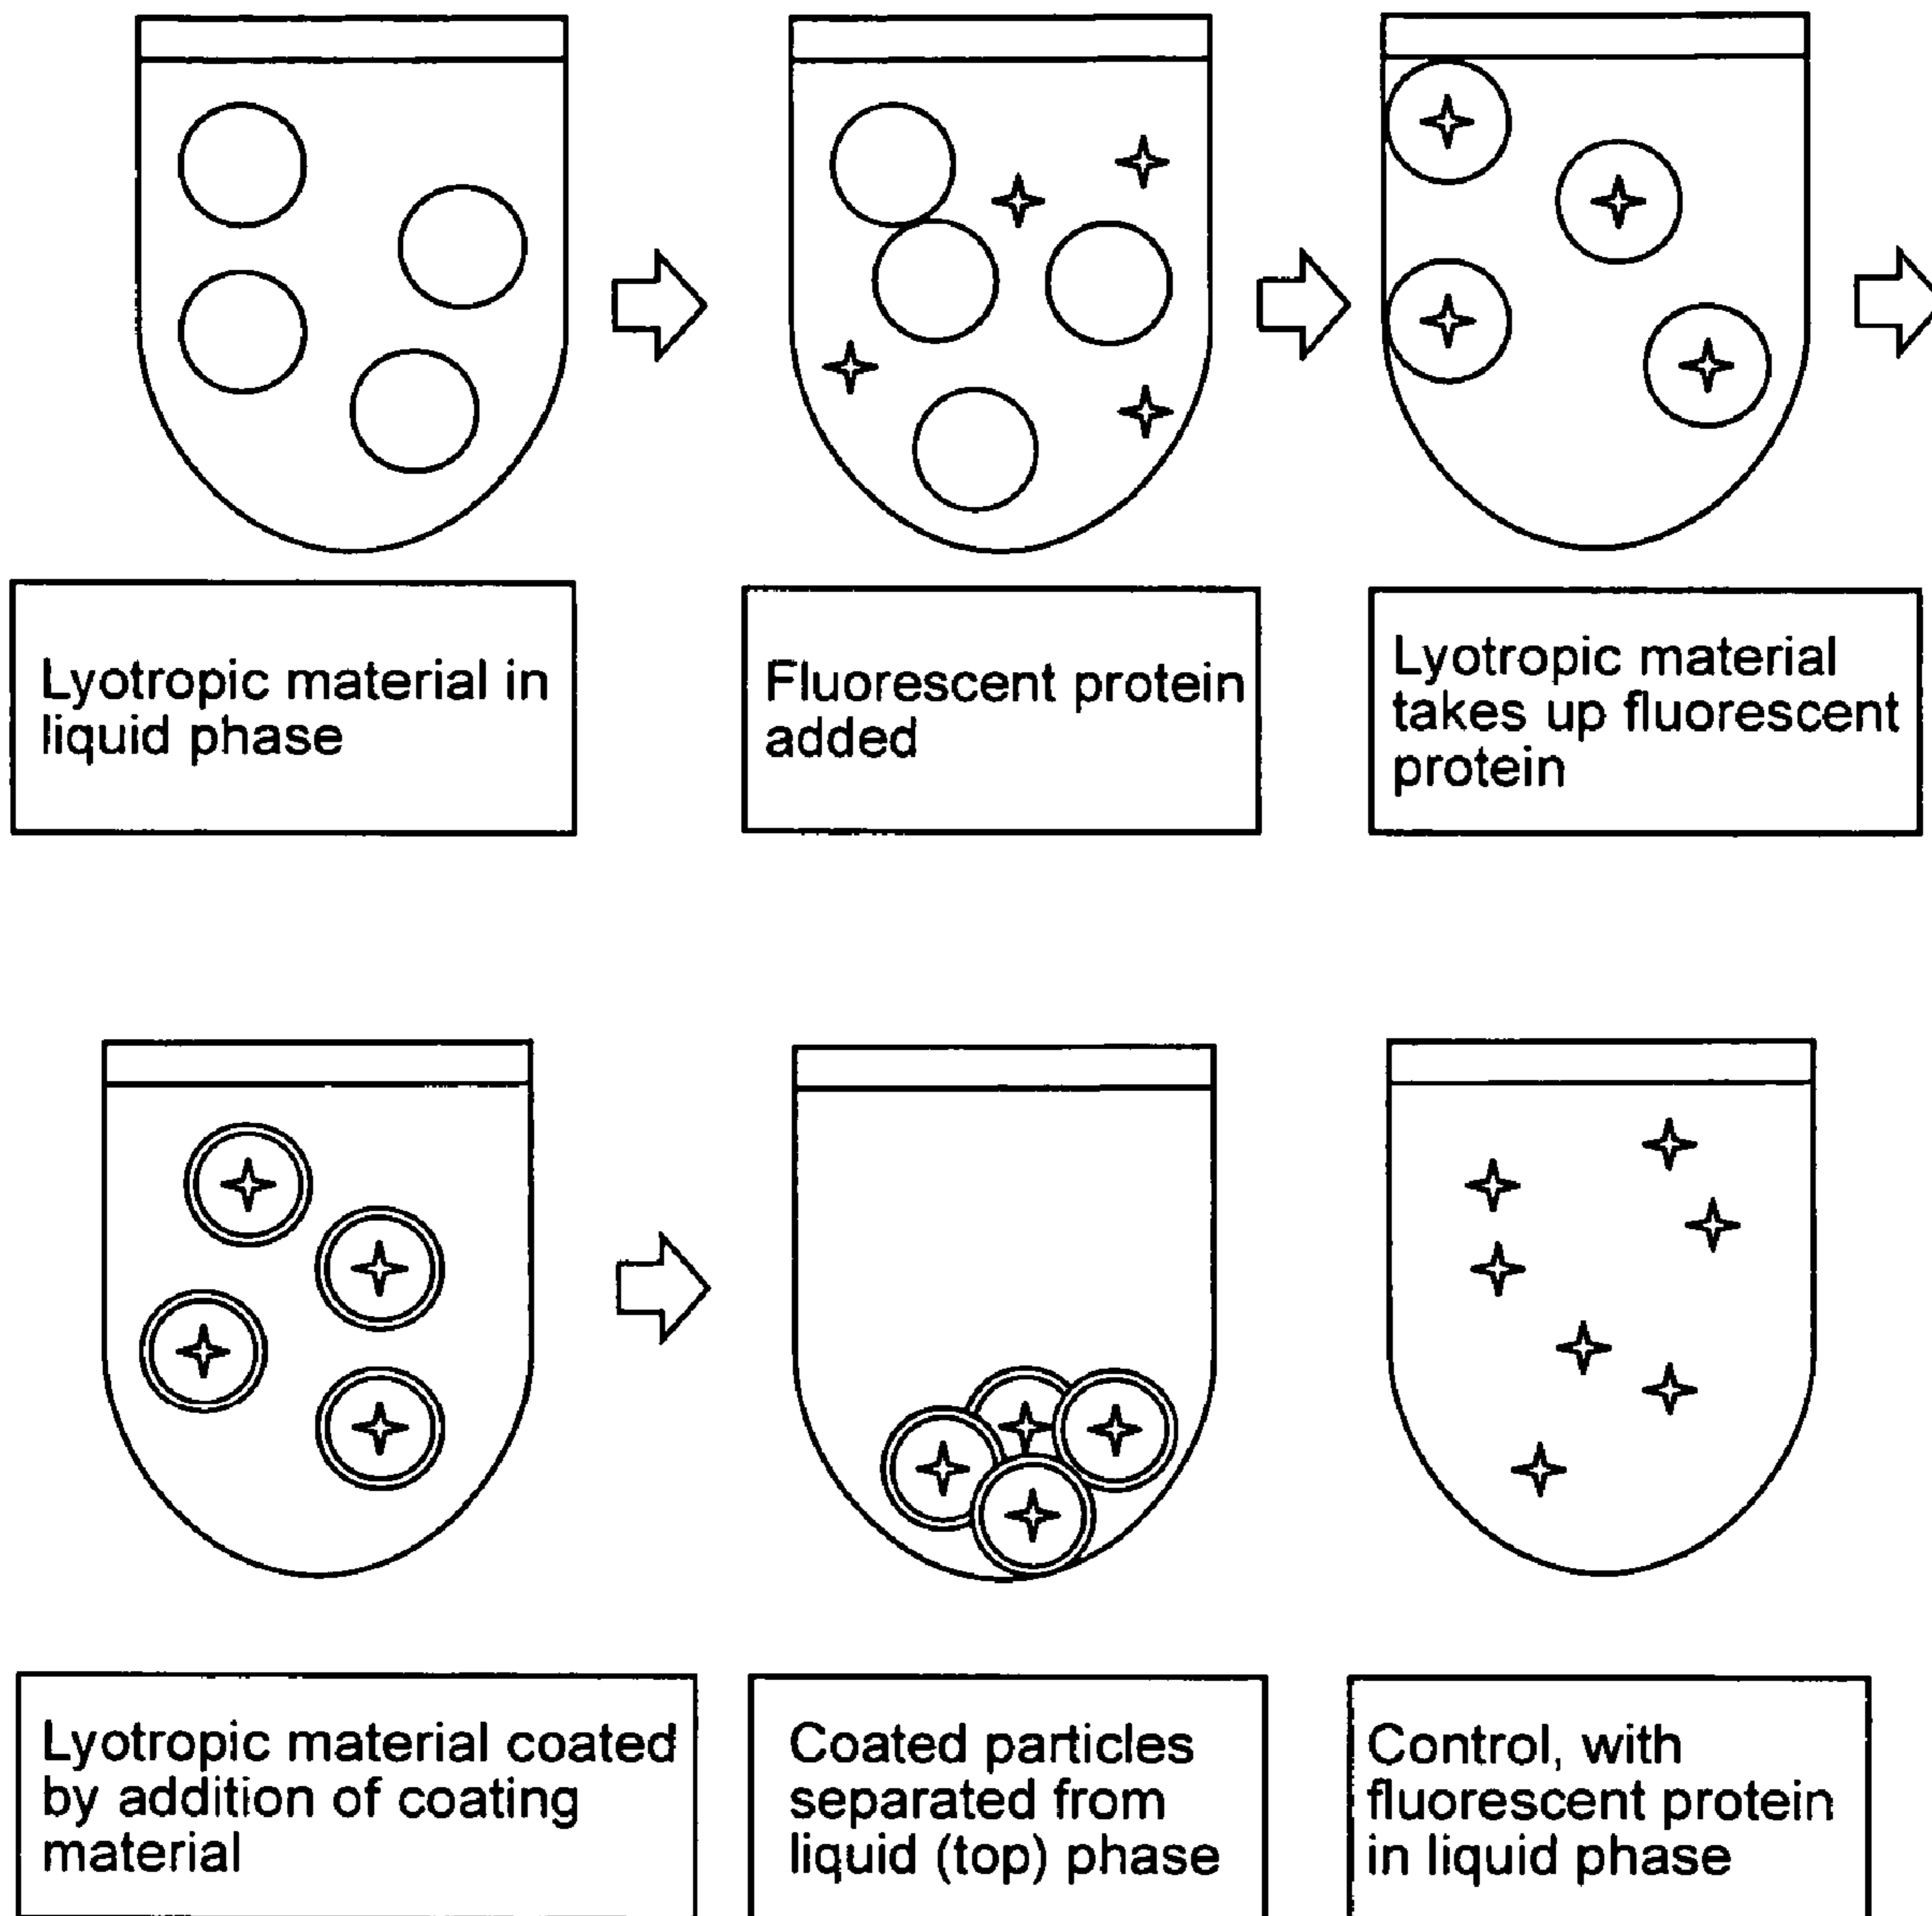 Lyotropic material in
liquid phase
Fluorescent protein
added
Lyotropic material
takes up fluorescent
protein
Lyotropic material coated
by addition of coating
material
Coated particles
separated from
liquid (top) phase
Control, with
fluorescent protein
in liquid phase